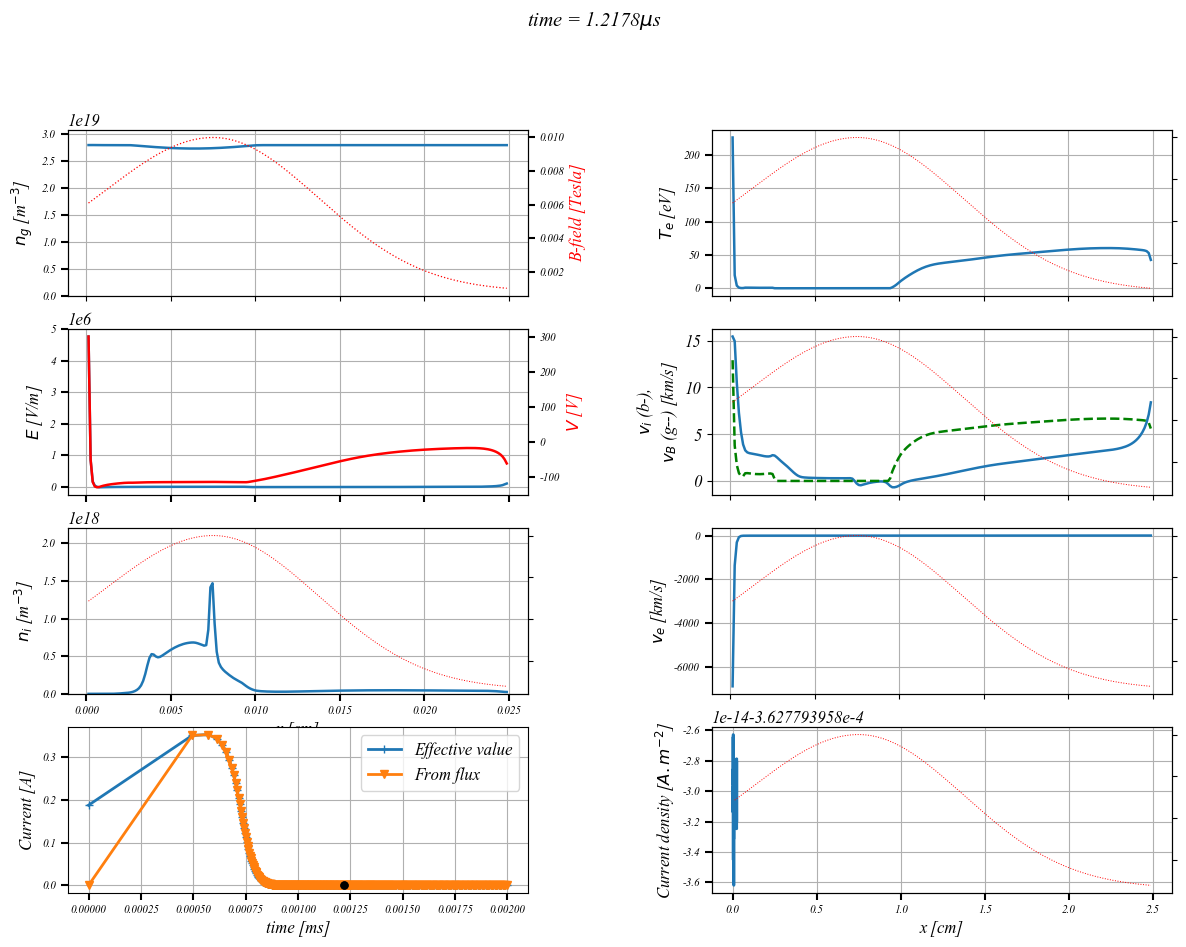 time = 1.2178μs
1e19
3.0
2.5
2.0
1.5
1.0
0.5
0.0
n_g [m⁻³]
0.010
0.008
0.006
0.004
0.002
B-field [Tesla]
200
150
100
50
0
T_e [eV]
1e6
5
4
3
2
1
0
E [V/m]
300
200
100
0
-100
V [V]
15
10
5
0
v_i (b-),
v_B (g--) [km/s]
1e18
2.0
1.5
1.0
0.5
0.0
n_i [m⁻³]
0.000 0.005 0.010 0.015 0.020 0.025
0
-2000
-4000
-6000
v_e [km/s]
0.3
0.2
0.1
0.0
Current [A]
Effective value
From flux
0.00000 0.00025 0.00050 0.00075 0.00100 0.00125 0.00150 0.00175 0.00200
time [ms]
1e-14-3.627793958e-4
-2.6
-2.8
-3.0
-3.2
-3.4
-3.6
Current density [A.m⁻²]
0.0 0.5 1.0 1.5 2.0 2.5
x [cm]